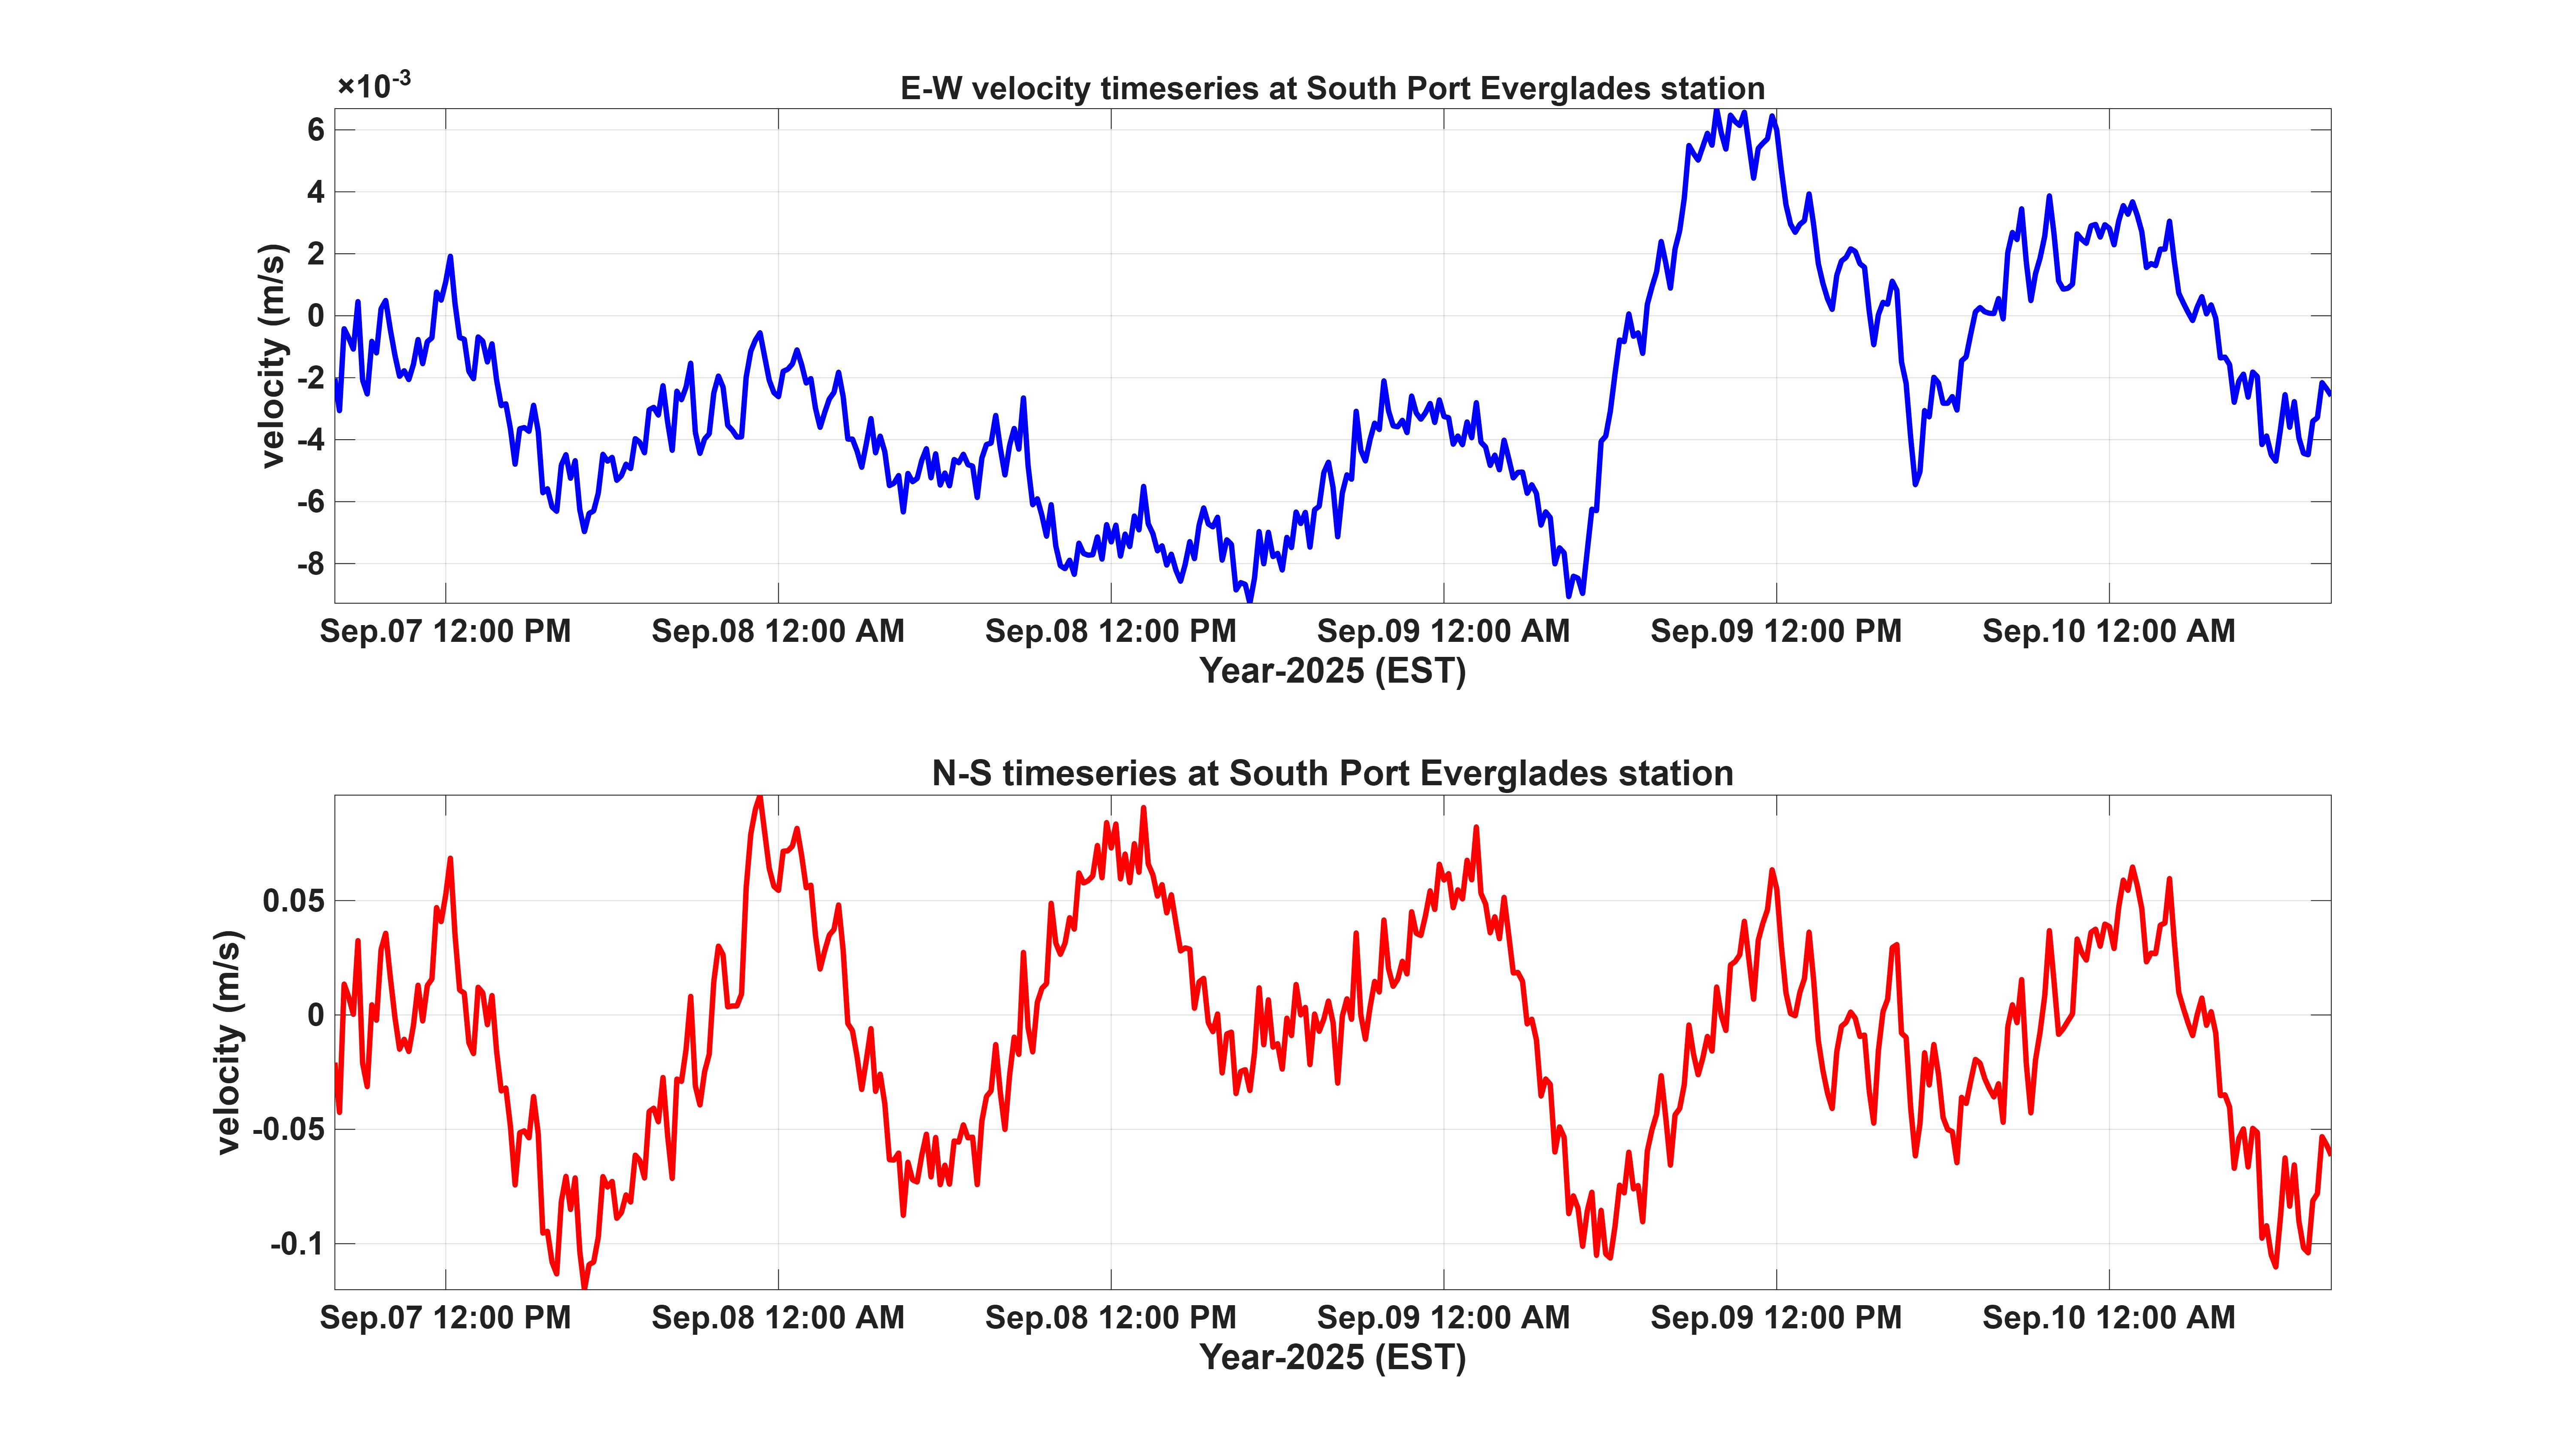 ×10-3
E-W velocity timeseries at South Port Everglades station
6
4
2
0
-2
-4
-6
-8
velocity (m/s)
Sep.07 12:00 PM Sep.08 12:00 AM Sep.08 12:00 PM Sep.09 12:00 AM Sep.09 12:00 PM Sep.10 12:00 AM
Year-2025 (EST)
N-S timeseries at South Port Everglades station
0.05
0
-0.05
-0.1
velocity (m/s)
Sep.07 12:00 PM Sep.08 12:00 AM Sep.08 12:00 PM Sep.09 12:00 AM Sep.09 12:00 PM Sep.10 12:00 AM
Year-2025 (EST)